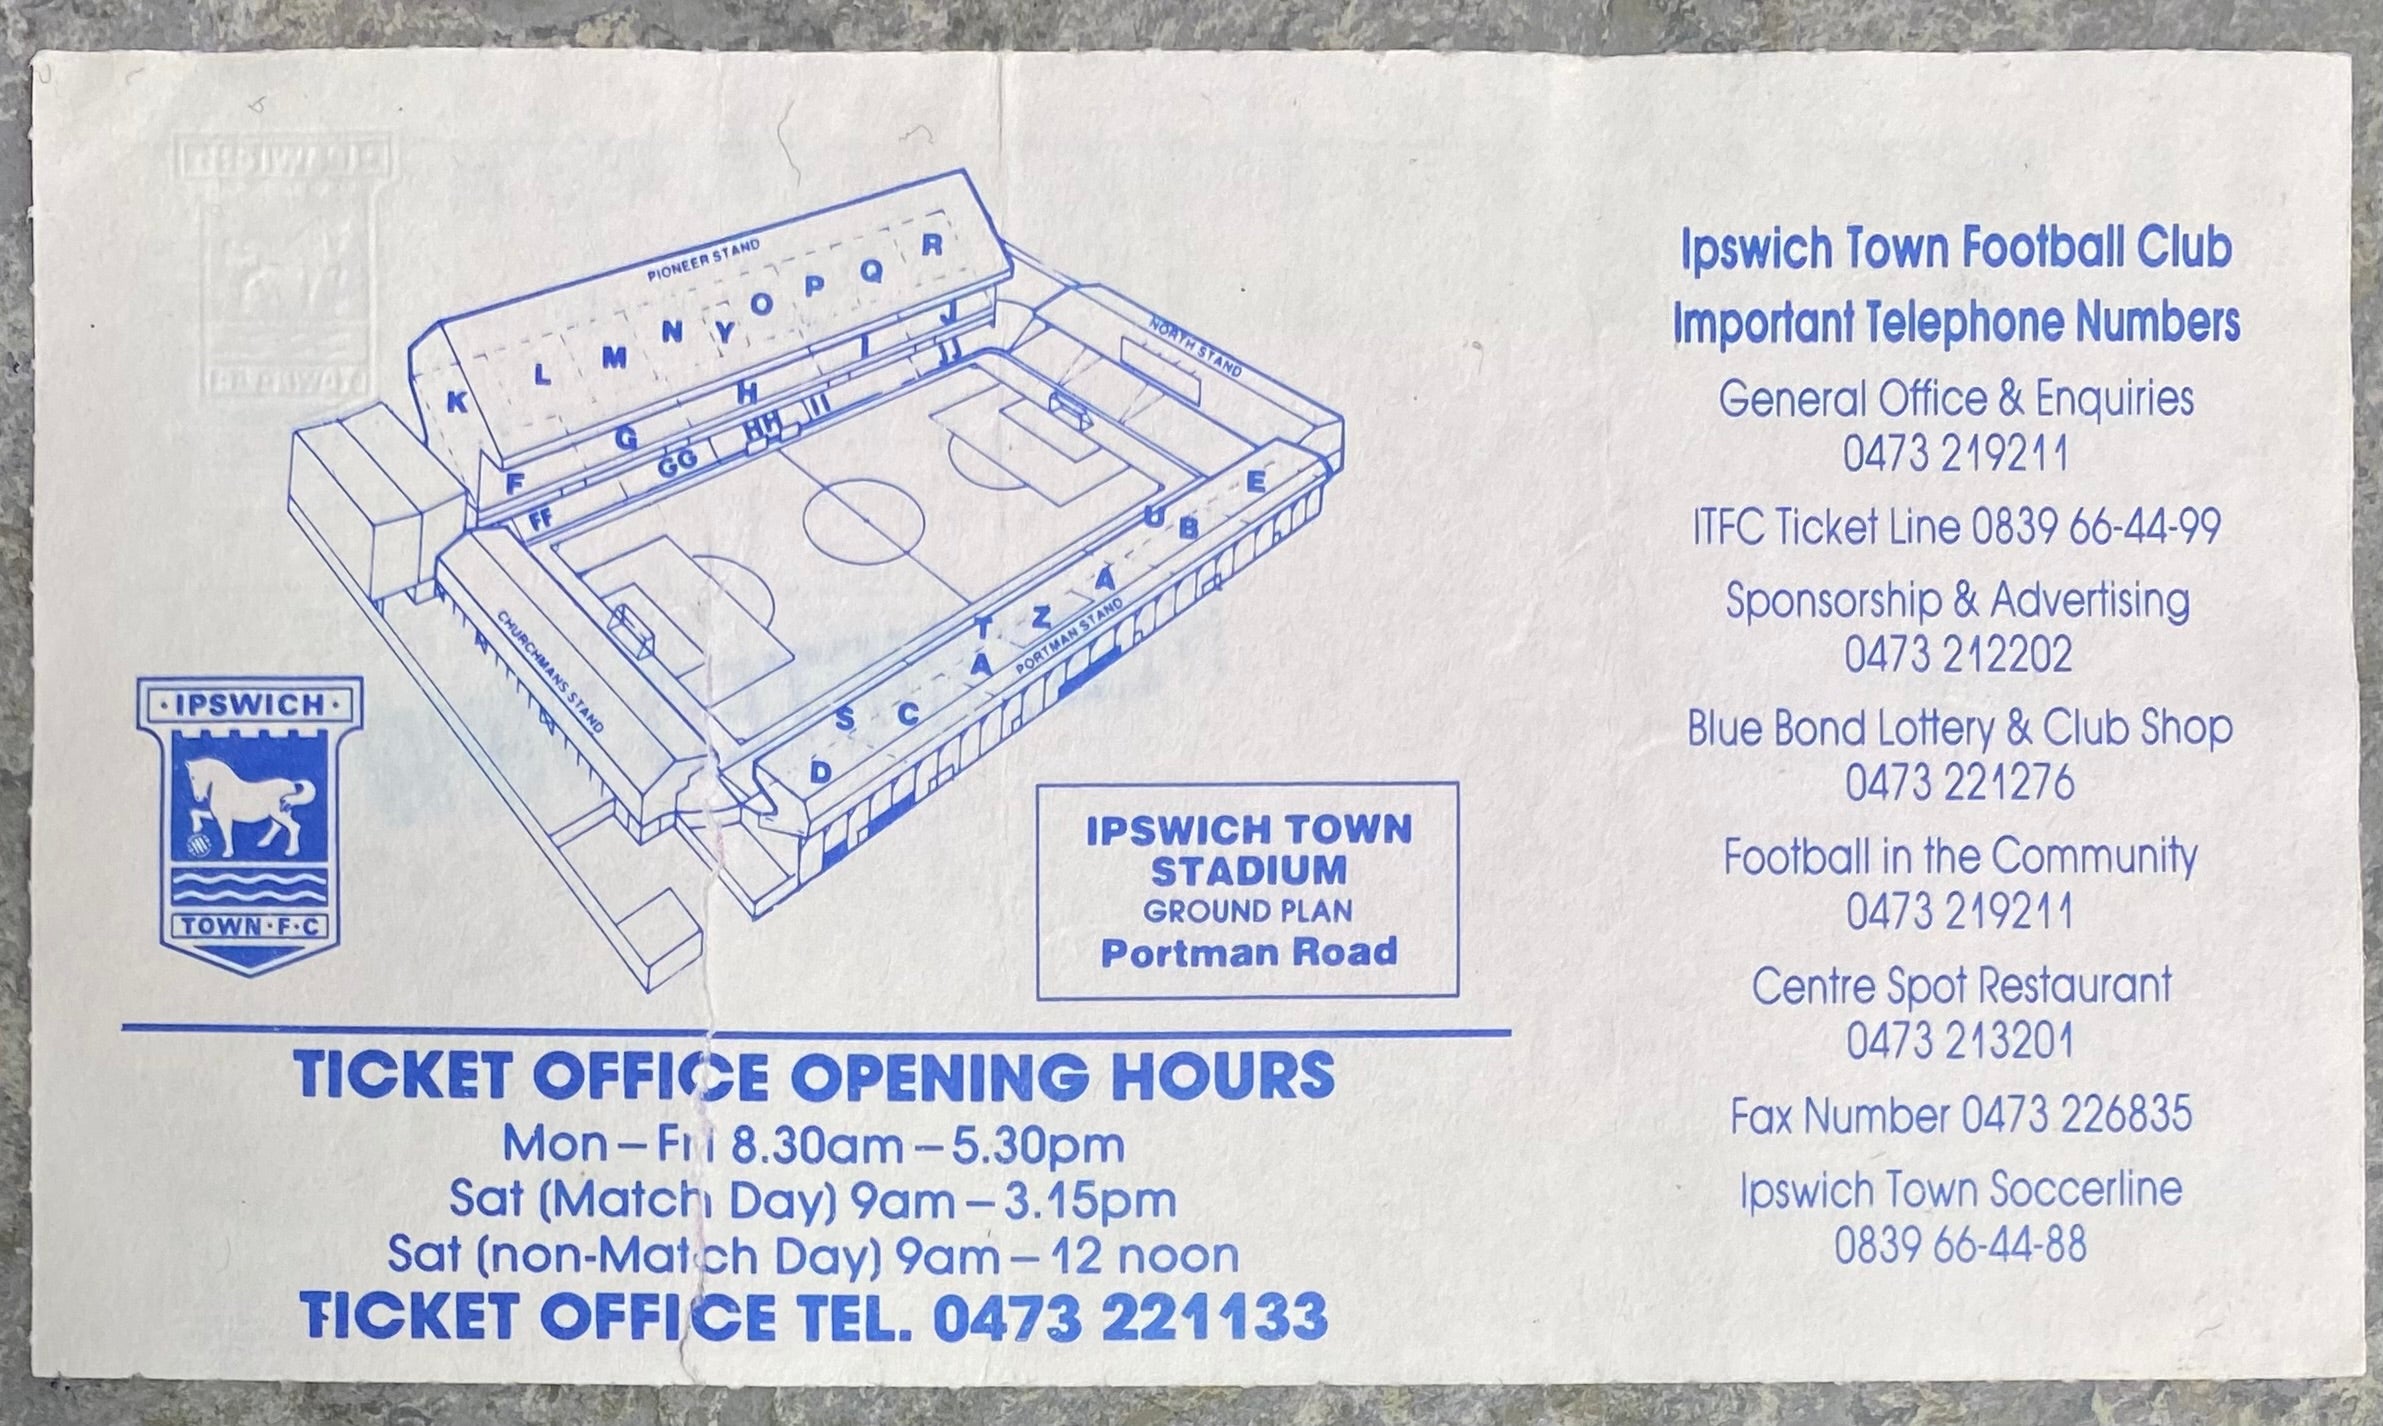 PIONEER STAND
R
Q
P
O
Y
N
M
L
K
J
I
H
G
F
JJ
II
HH
GG
FF
NORTH STAND
E
U B
A
Z
T
A
PORTMAN STAND
S C
D
CHURCHMANS STAND
·IPSWICH·
TOWN·F·C
IPSWICH TOWN
STADIUM
GROUND PLAN
Portman Road
TICKET OFFICE OPENING HOURS
Mon – Fri 8.30am – 5.30pm
Sat (Match Day) 9am – 3.15pm
Sat (non-Match Day) 9am – 12 noon
TICKET OFFICE TEL. 0473 221133
Ipswich Town Football Club
Important Telephone Numbers
General Office & Enquiries
0473 219211
ITFC Ticket Line 0839 66-44-99
Sponsorship & Advertising
0473 212202
Blue Bond Lottery & Club Shop
0473 221276
Football in the Community
0473 219211
Centre Spot Restaurant
0473 213201
Fax Number 0473 226835
Ipswich Town Soccerline
0839 66-44-88